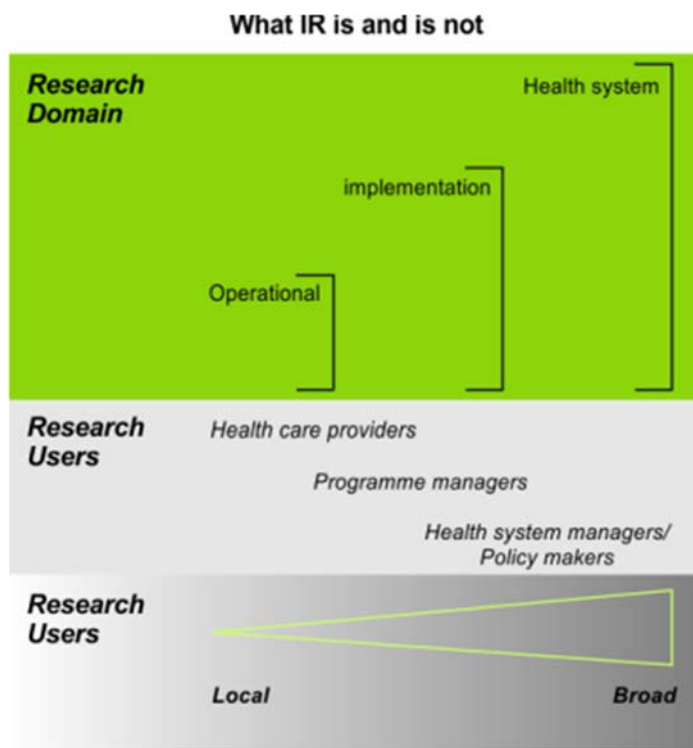 What IR is and is not
Research
Domain
Health system
implementation
Operational
Research
Users
Health care providers
Programme managers
Health system managers/
Policy makers
Research
Users
Local
Broad